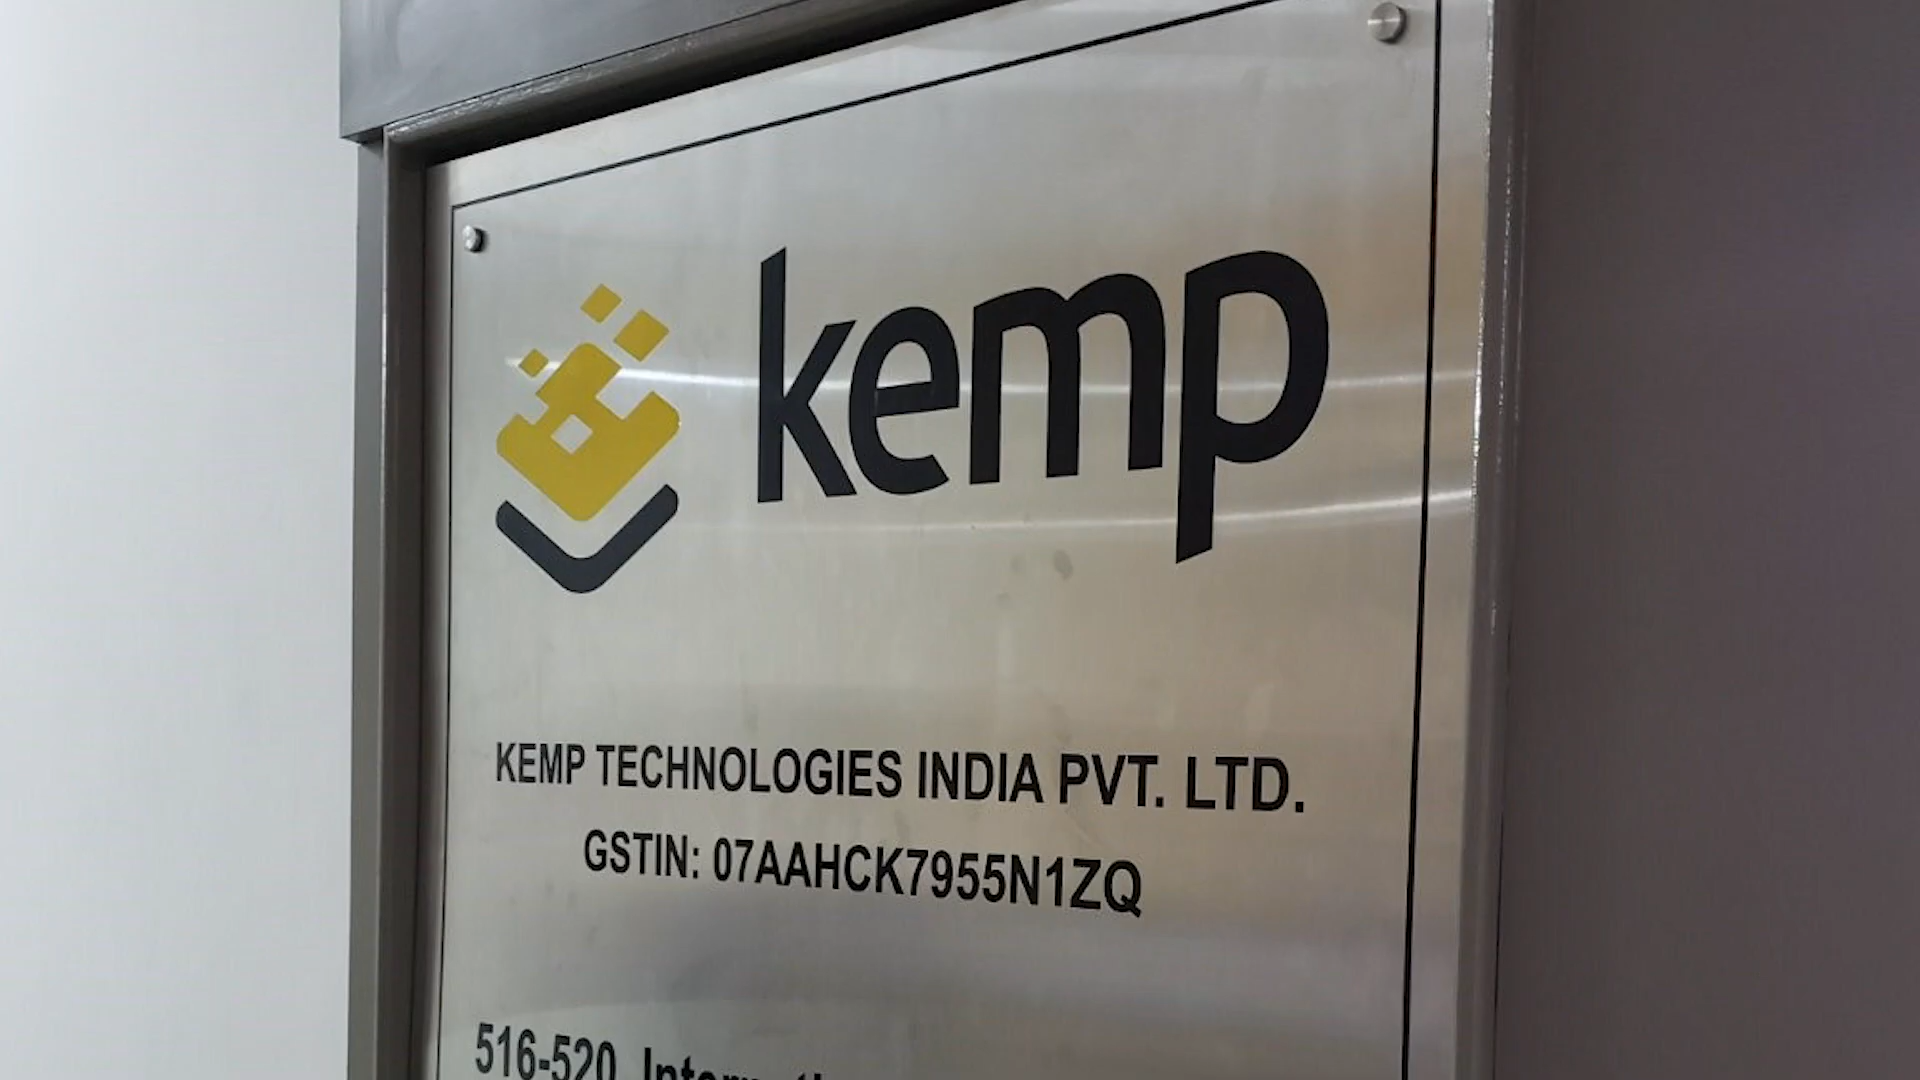 kemp
KEMP TECHNOLOGIES INDIA PVT. LTD.
GSTIN: 07AAHCK7955N1ZQ
516-520